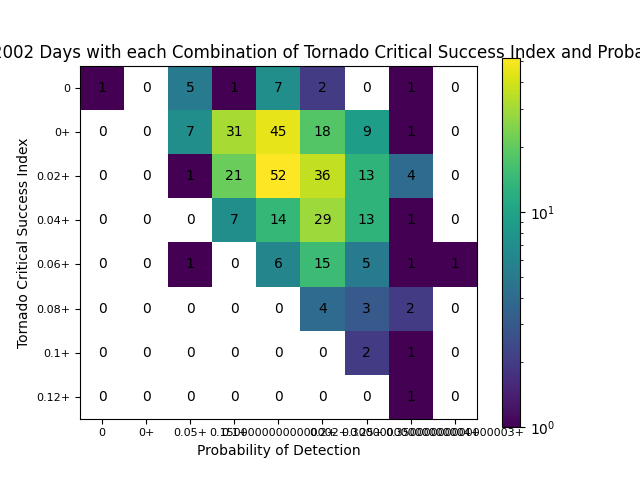 2002 Days with each Combination of Tornado Critical Success Index and Proba
Tornado Critical Success Index
0 1 0 5 1 7 2 0 1 0
0+ 0 0 7 31 45 18 9 1 0
0.02+ 0 0 1 21 52 36 13 4 0
0.04+ 0 0 0 7 14 29 13 1 0
0.06+ 0 0 1 0 6 15 5 1 1
0.08+ 0 0 0 0 0 4 3 2 0
0.1+ 0 0 0 0 0 0 2 1 0
0.12+ 0 0 0 0 0 0 0 1 0
0 0+ 0.05+
Probability of Detection
10¹
10⁰